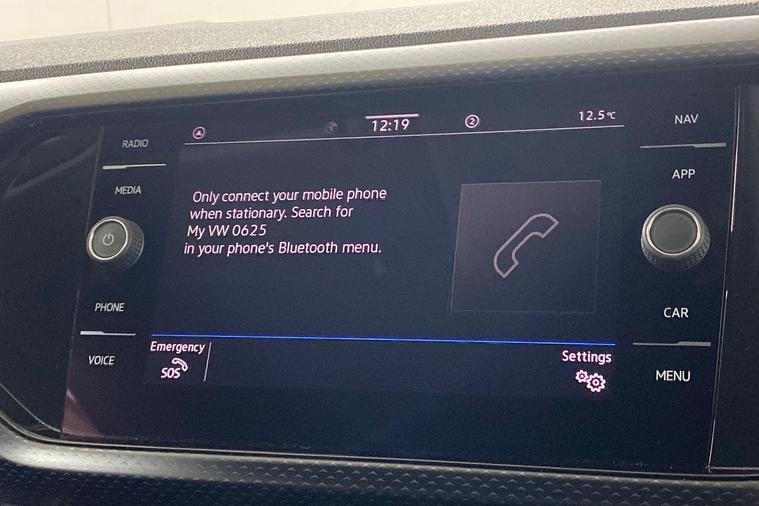 RADIO
MEDIA
PHONE
VOICE
12:19
2
12.5°C
Only connect your mobile phone
when stationary. Search for
My VW 0625
in your phone's Bluetooth menu.
Emergency
SOS
Settings
NAV
APP
CAR
MENU